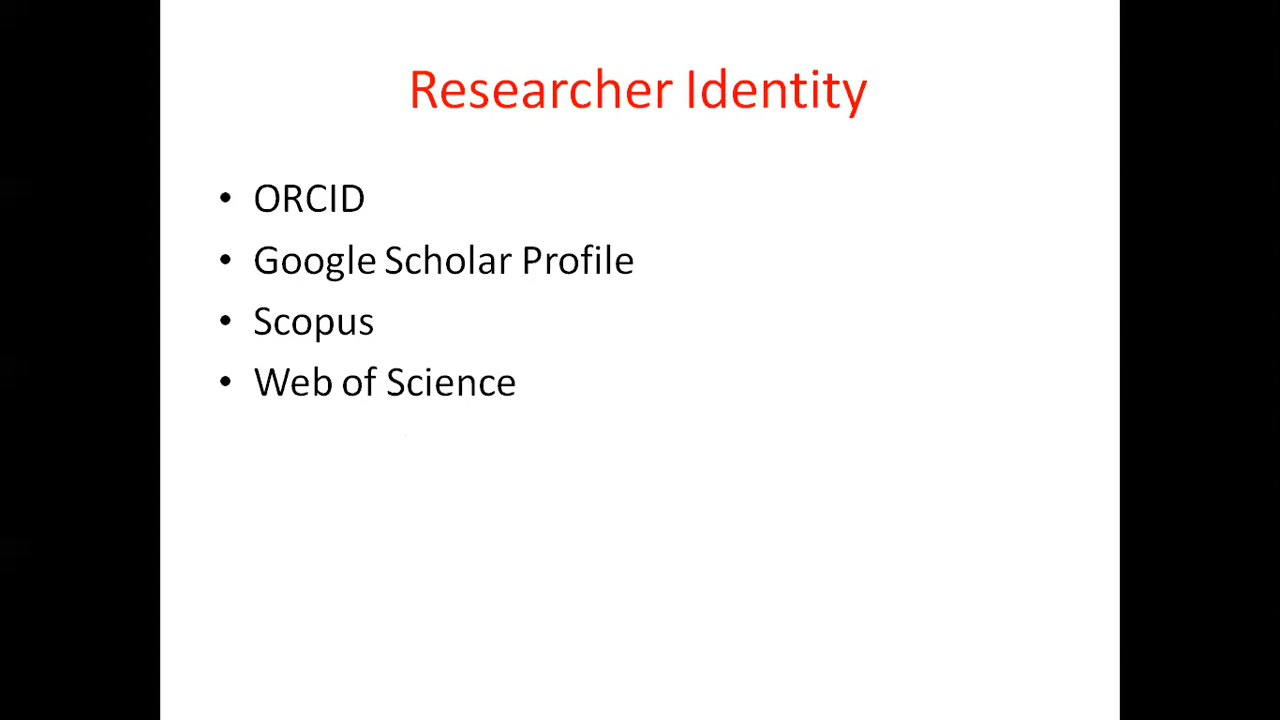 Researcher Identity
• ORCID
• Google Scholar Profile
• Scopus
• Web of Science